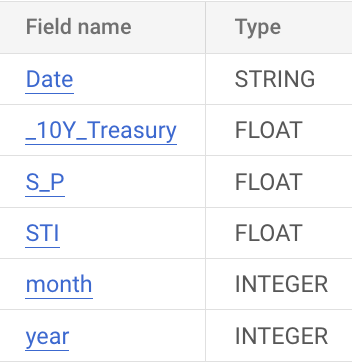 Field name Type
Date STRING
_10Y_Treasury FLOAT
S_P FLOAT
STI FLOAT
month INTEGER
year INTEGER